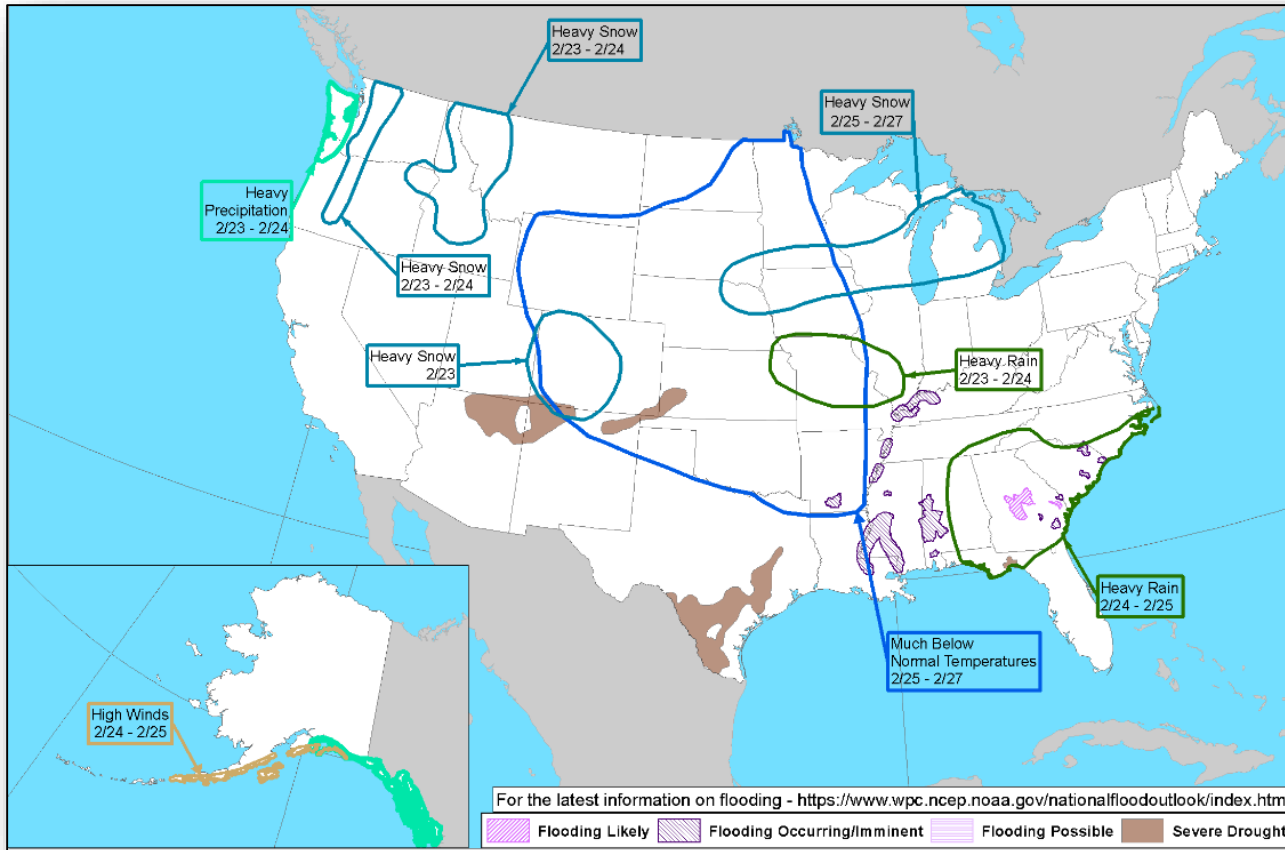 Heavy Snow
2/23 - 2/24
Heavy Snow
2/25 - 2/27
Heavy
Precipitation
2/23 - 2/24
Heavy Snow
2/23 - 2/24
Heavy Snow
2/23
Heavy Rain
2/23 - 2/24
Heavy Rain
2/24 - 2/25
Much Below
Normal Temperatures
2/25 - 2/27
High Winds
2/24 - 2/25
For the latest information on flooding - https://www.wpc.ncep.noaa.gov/nationalfloodoutlook/index.htm
Flooding Likely
Flooding Occurring/Imminent
Flooding Possible
Severe Drought